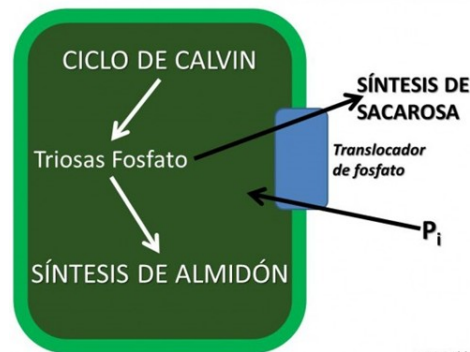 CICLO DE CALVIN
SÍNTESIS DE
SACAROSA
Triosas Fosfato
Translocador
de fosfato
Pi
SÍNTESIS DE ALMIDÓN